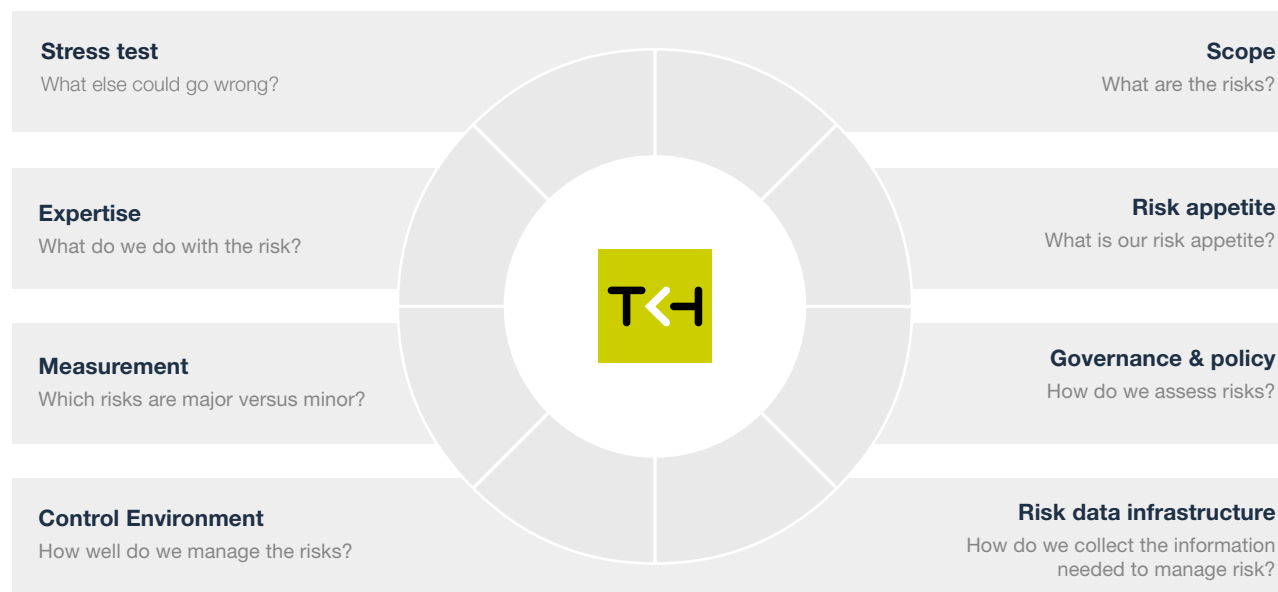 Stress test
What else could go wrong?
Scope
What are the risks?
Expertise
What do we do with the risk?
Risk appetite
What is our risk appetite?
Measurement
Which risks are major versus minor?
Governance & policy
How do we assess risks?
Control Environment
How well do we manage the risks?
Risk data infrastructure
How do we collect the information
needed to manage risk?
TKH